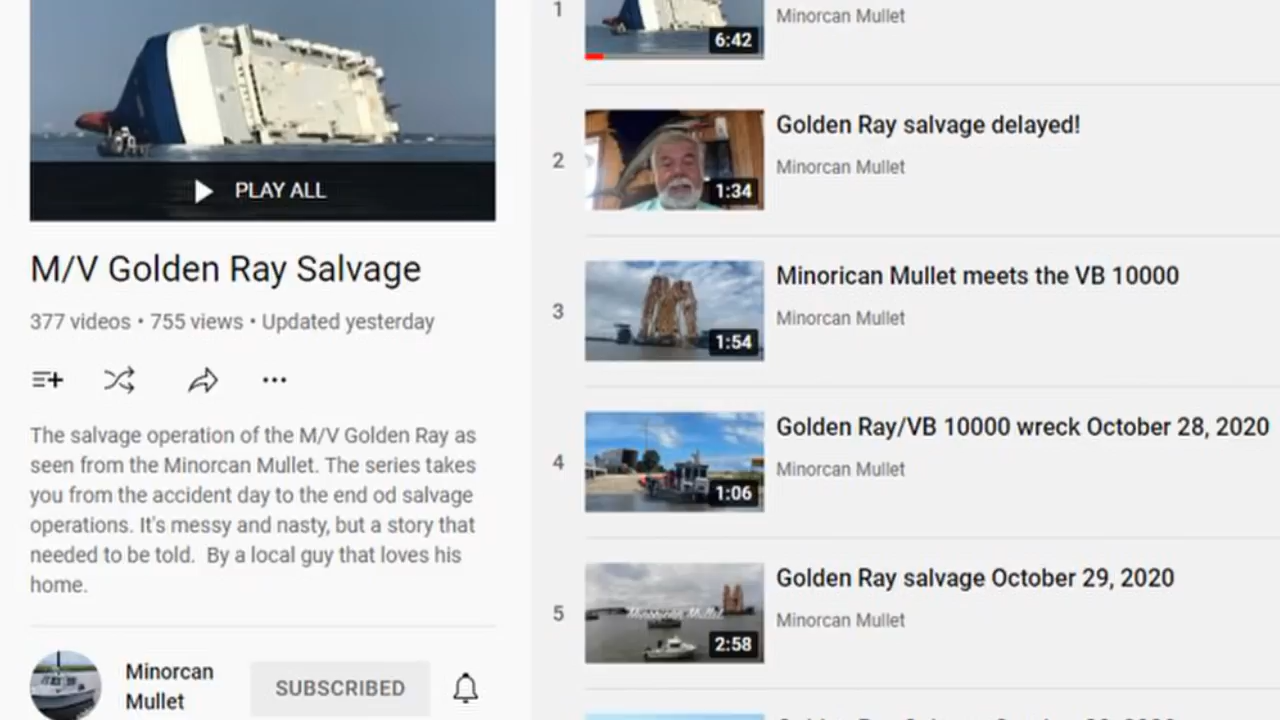 PLAY ALL
M/V Golden Ray Salvage
377 videos • 755 views • Updated yesterday
The salvage operation of the M/V Golden Ray as
seen from the Minorcan Mullet. The series takes
you from the accident day to the end od salvage
operations. It's messy and nasty, but a story that
needed to be told.  By a local guy that loves his
home.
Minorcan
Mullet
SUBSCRIBED
1
6:42
Minorcan Mullet
2
1:34
Golden Ray salvage delayed!
Minorcan Mullet
3
1:54
Minorican Mullet meets the VB 10000
Minorcan Mullet
4
1:06
Golden Ray/VB 10000 wreck October 28, 2020
Minorcan Mullet
5
Minorcan Mullet
2:58
Golden Ray salvage October 29, 2020
Minorcan Mullet